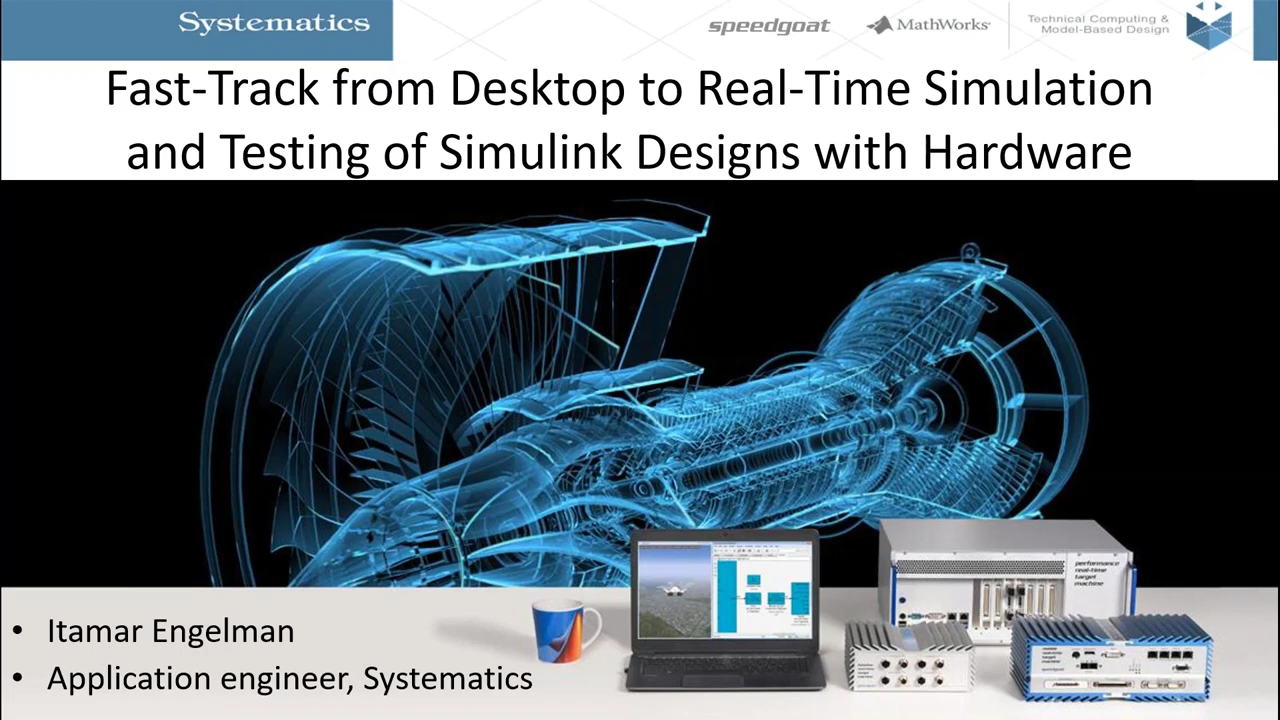 Systematics
speedgoat
MathWorks
Technical Computing &
Model-Based Design
Fast-Track from Desktop to Real-Time Simulation
and Testing of Simulink Designs with Hardware
performance
real-time
target
machine
• Itamar Engelman
• Application engineer, Systematics